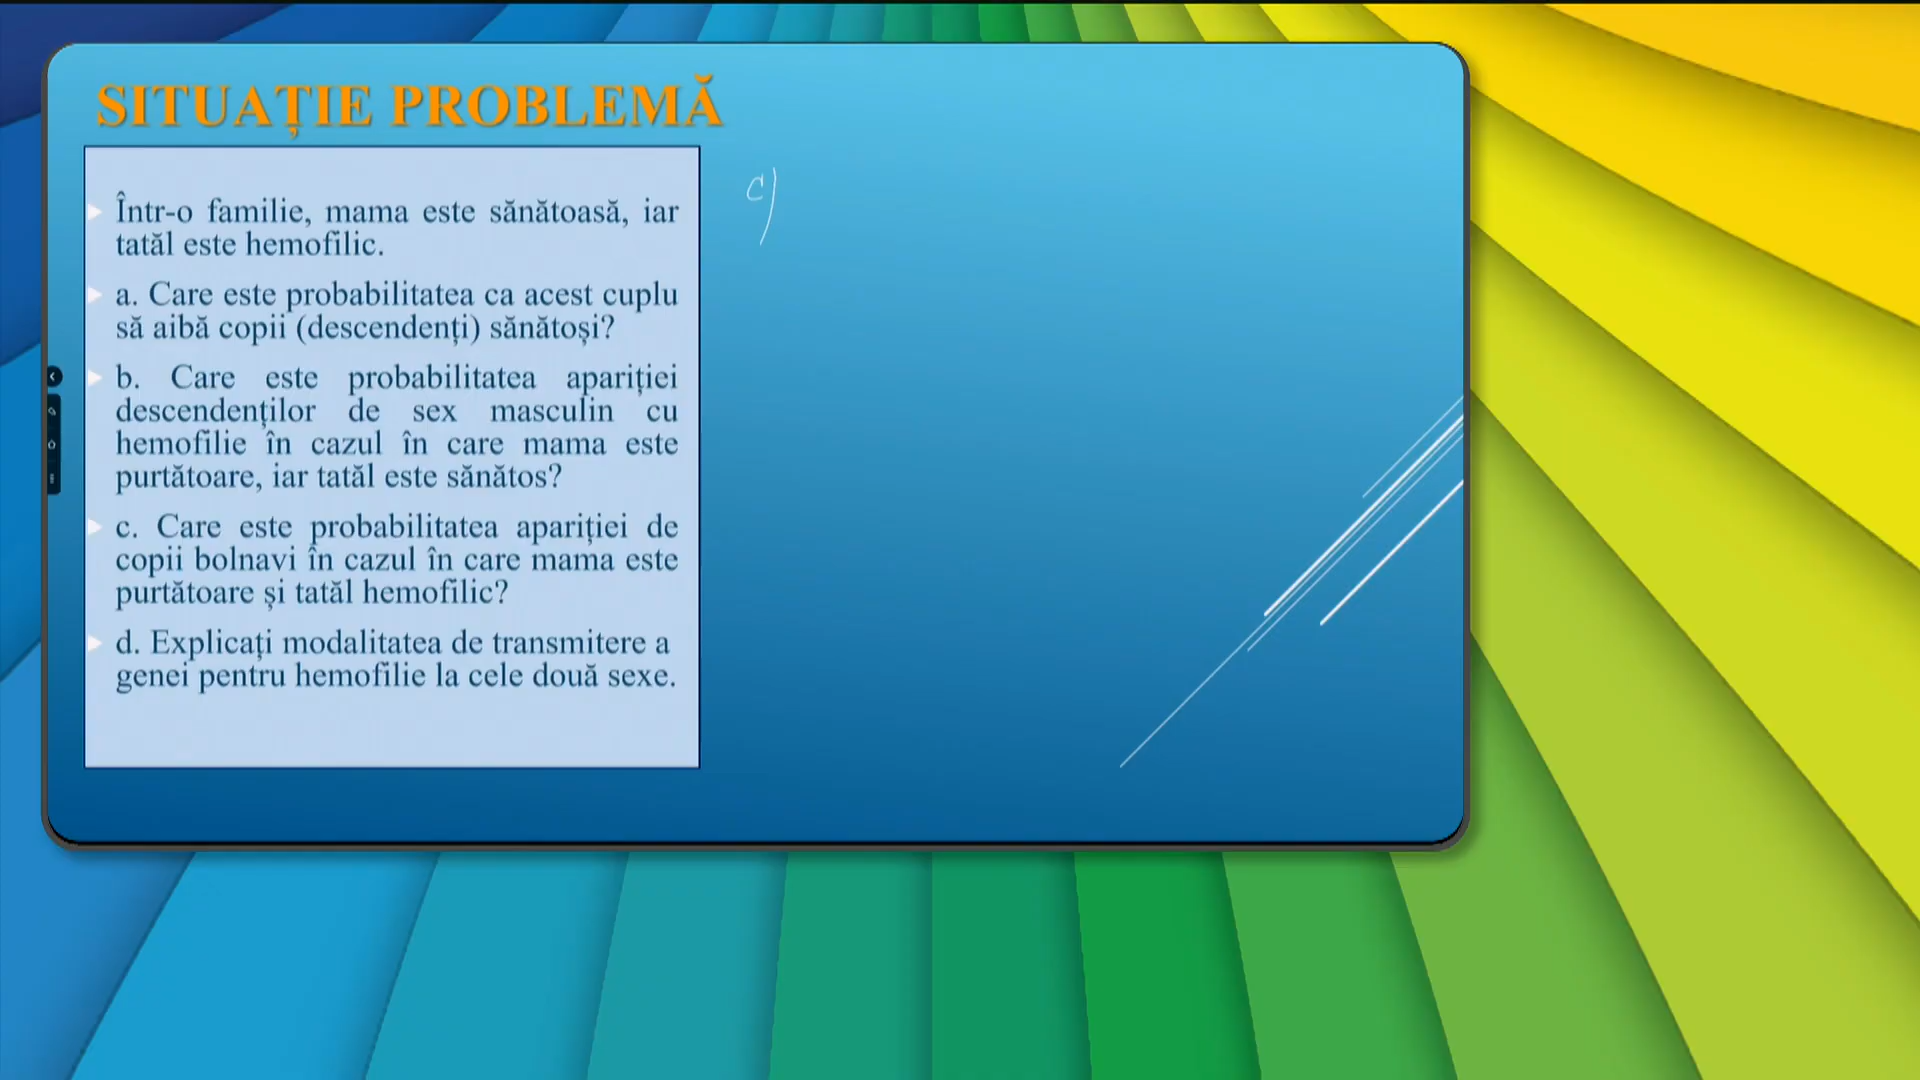 SITUAȚIE PROBLEMĂ
Într-o familie, mama este sănătoasă, iar
tatăl este hemofilic.
a. Care este probabilitatea ca acest cuplu
să aibă copii (descendenți) sănătoși?
b. Care este probabilitatea apariției
descendenților de sex masculin cu
hemofilie în cazul în care mama este
purtătoare, iar tatăl este sănătos?
c. Care este probabilitatea apariției de
copii bolnavi în cazul în care mama este
purtătoare și tatăl hemofilic?
d. Explicați modalitatea de transmitere a
genei pentru hemofilie la cele două sexe.
c)